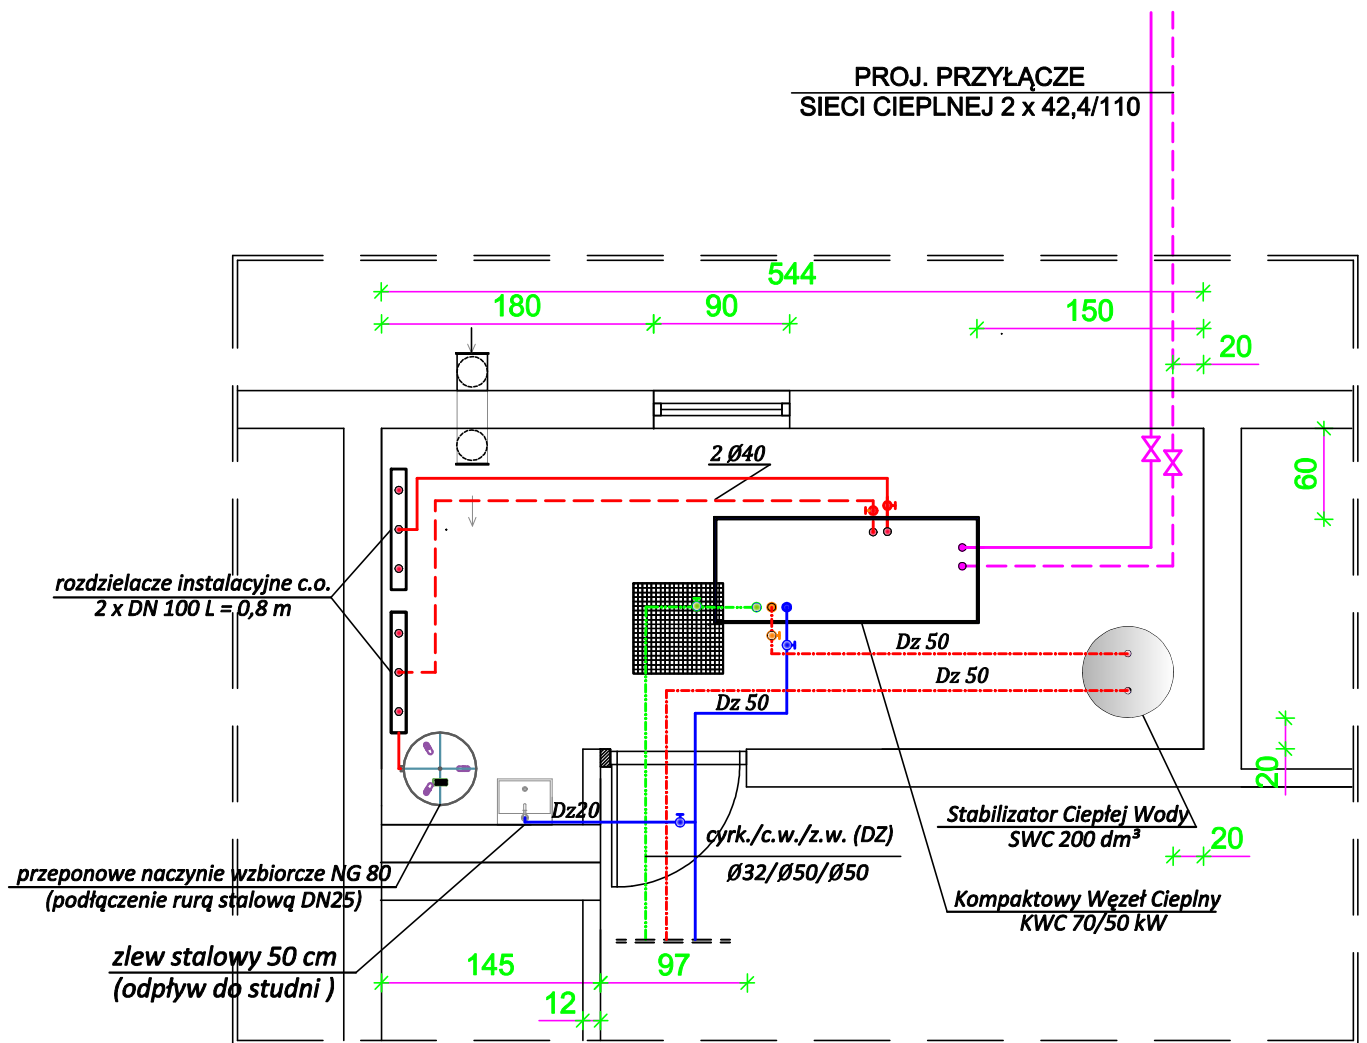 PROJ. PRZYŁĄCZE
SIECI CIEPLNEJ 2 x 42,4/110
544
180
90
150
20
2 Ø40
60
rozdzielacze instalacyjne c.o.
2 x DN 100 L = 0,8 m
Dz 50
Dz 50
Dz 50
20
Dz20
Stabilizator Ciepłej Wody
SWC 200 dm³
cyrk./c.w./z.w. (DZ)
Ø32/Ø50/Ø50
20
przeponowe naczynie wzbiorcze NG 80
(podłączenie rurą stalową DN25)
Kompaktowy Węzeł Cieplny
KWC 70/50 kW
zlew stalowy 50 cm
(odpływ do studni )
145
97
12